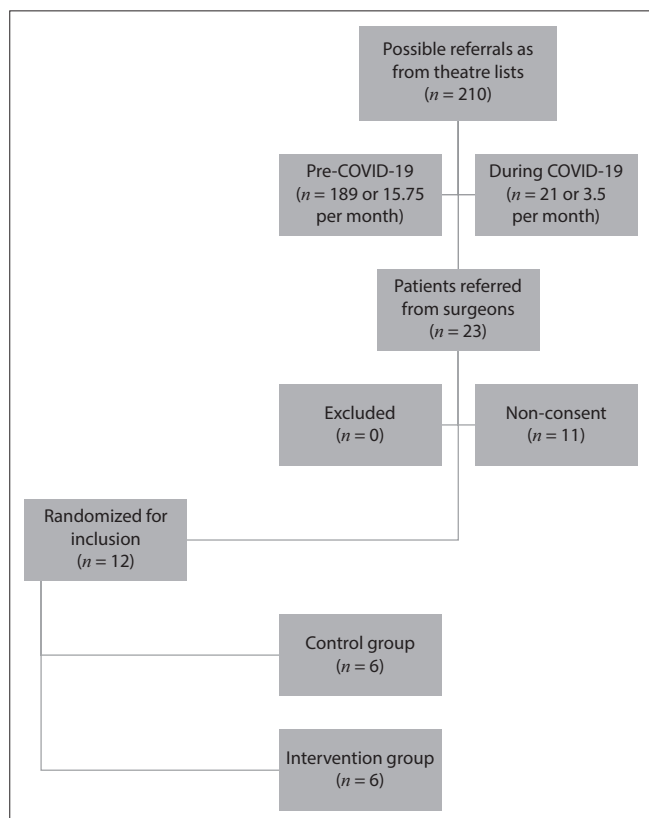 Possible referrals as
from theatre lists
(n = 210)
Pre-COVID-19
(n = 189 or 15.75
per month)
During COVID-19
(n = 21 or 3.5
per month)
Patients referred
from surgeons
(n = 23)
Excluded
(n = 0)
Non-consent
(n = 11)
Randomized for
inclusion
(n = 12)
Control group
(n = 6)
Intervention group
(n = 6)